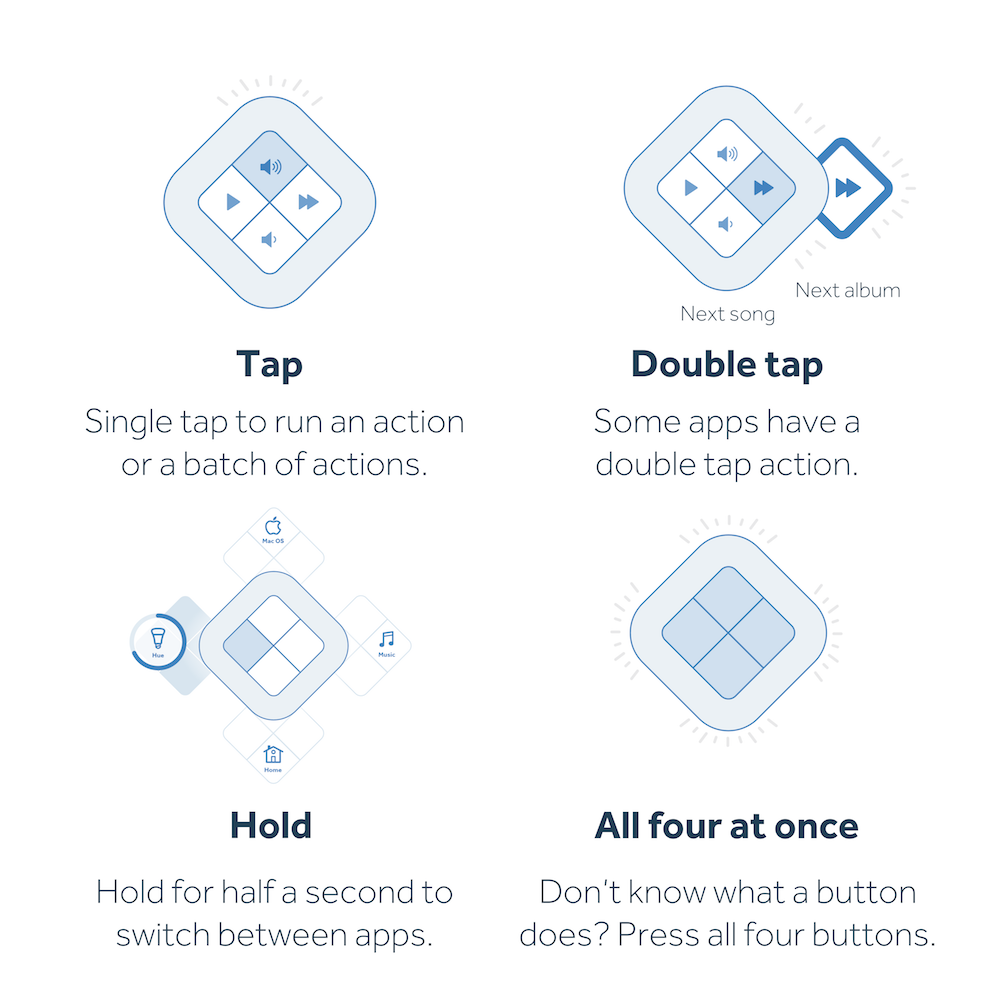 Next album
Next song
Tap
Single tap to run an action
or a batch of actions.
Double tap
Some apps have a
double tap action.
Mac OS
Hue
Music
Home
Hold
Hold for half a second to
switch between apps.
All four at once
Don't know what a button
does? Press all four buttons.